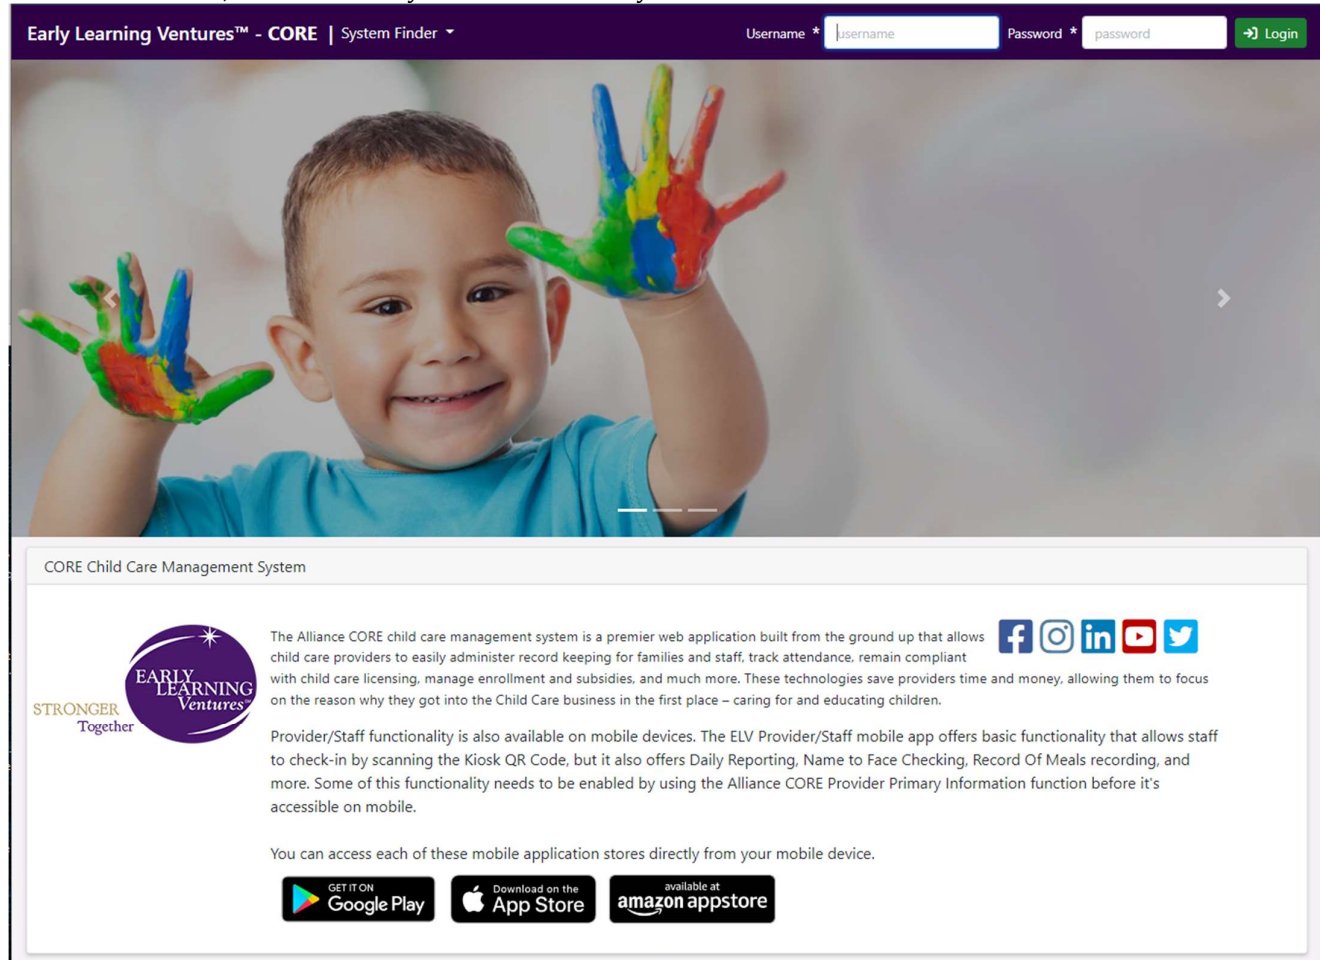 Early Learning Ventures™ - CORE | System Finder
Username * username Password * password Login
CORE Child Care Management System
EARLY
LEARNING
Ventures™
STRONGER
Together
The Alliance CORE child care management system is a premier web application built from the ground up that allows
child care providers to easily administer record keeping for families and staff, track attendance, remain compliant
with child care licensing, manage enrollment and subsidies, and much more. These technologies save providers time and money, allowing them to focus
on the reason why they got into the Child Care business in the first place – caring for and educating children.
Provider/Staff functionality is also available on mobile devices. The ELV Provider/Staff mobile app offers basic functionality that allows staff
to check-in by scanning the Kiosk QR Code, but it also offers Daily Reporting, Name to Face Checking, Record Of Meals recording, and
more. Some of this functionality needs to be enabled by using the Alliance CORE Provider Primary Information function before it's
accessible on mobile.
You can access each of these mobile application stores directly from your mobile device.
GET IT ON
Google Play
Download on the
App Store
available at
amazon appstore